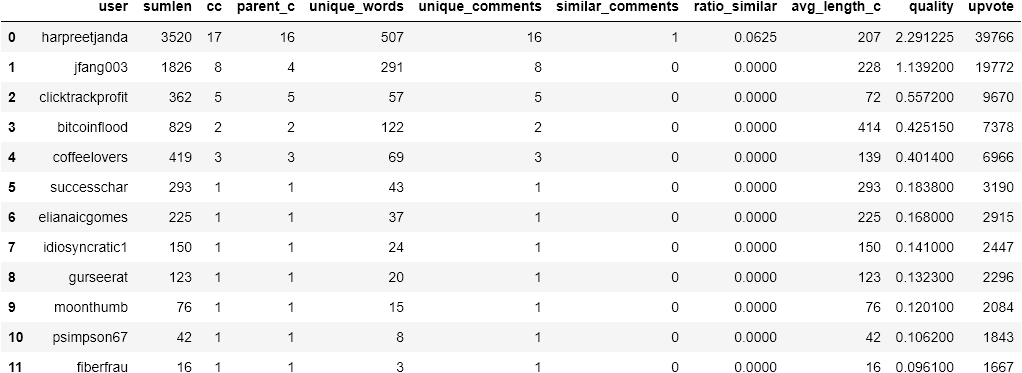 user sumlen cc parent_c unique_words unique_comments similar_comments ratio_similar avg_length_c quality upvote
0 harpreetjanda 3520 17 16 507 16 1 0.0625 207 2.291225 39766
1 jfang003 1826 8 4 291 8 0 0.0000 228 1.139200 19772
2 clicktrackprofit 362 5 5 57 5 0 0.0000 72 0.557200 9670
3 bitcoinflood 829 2 2 122 2 0 0.0000 414 0.425150 7378
4 coffeelovers 419 3 3 69 3 0 0.0000 139 0.401400 6966
5 successchar 293 1 1 43 1 0 0.0000 293 0.183800 3190
6 elianaicgomes 225 1 1 37 1 0 0.0000 225 0.168000 2915
7 idiosyncratic1 150 1 1 24 1 0 0.0000 150 0.141000 2447
8 gurseerat 123 1 1 20 1 0 0.0000 123 0.132300 2296
9 moonthumb 76 1 1 15 1 0 0.0000 76 0.120100 2084
10 psimpson67 42 1 1 8 1 0 0.0000 42 0.106200 1843
11 fiberfrau 16 1 1 3 1 0 0.0000 16 0.096100 1667